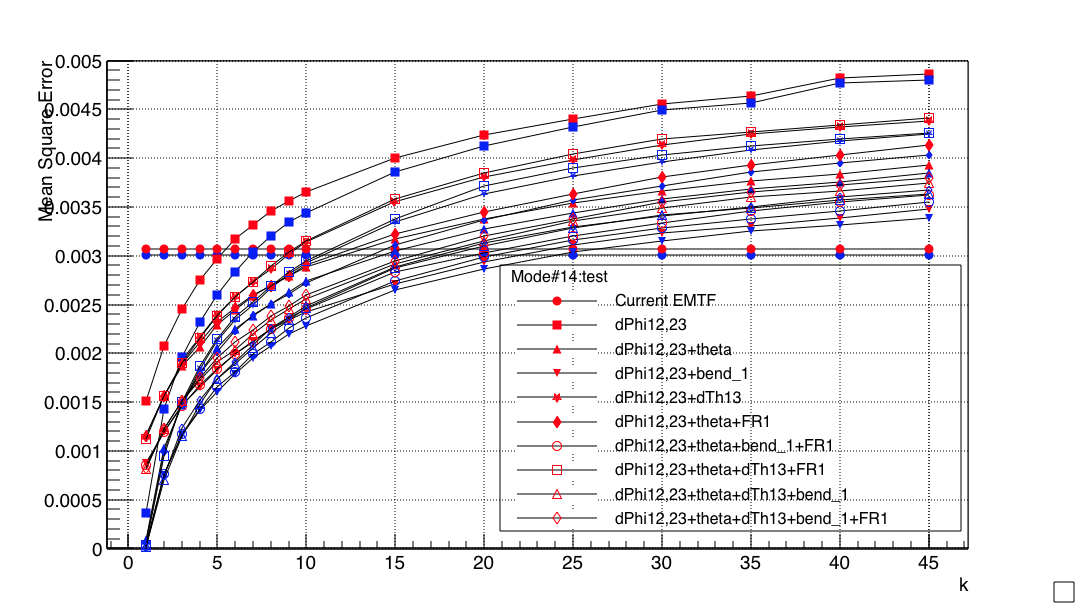 Mean Square Error
0.005
0.0045
0.004
0.0035
0.003
0.0025
0.002
0.0015
0.001
0.0005
0
0 5 10 15 20 25 30 35 40 45
k
Mode#14:test
Current EMTF
dPhi12,23
dPhi12,23+theta
dPhi12,23+bend_1
dPhi12,23+dTh13
dPhi12,23+theta+FR1
dPhi12,23+theta+bend_1+FR1
dPhi12,23+theta+dTh13+FR1
dPhi12,23+theta+dTh13+bend_1
dPhi12,23+theta+dTh13+bend_1+FR1